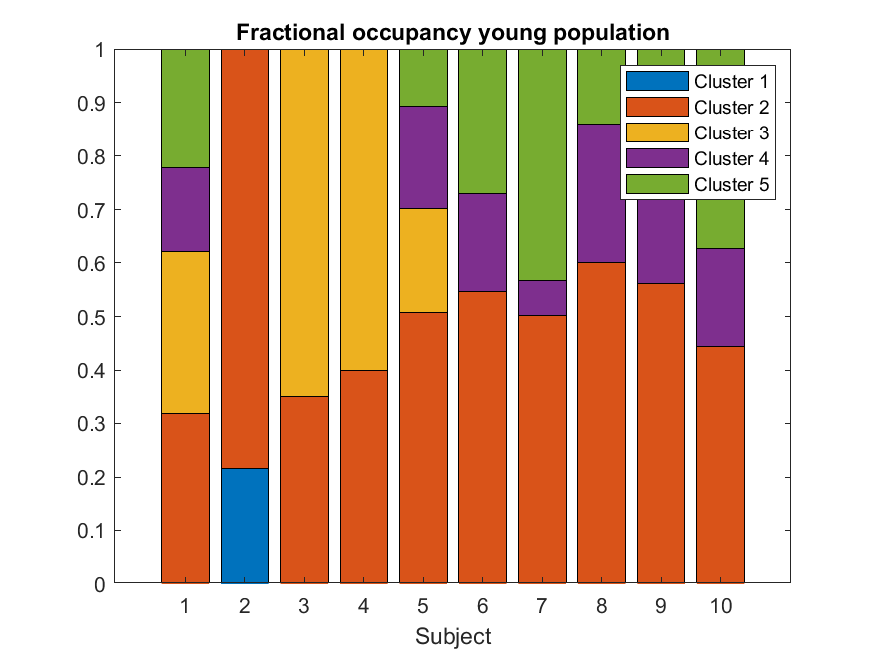 Fractional occupancy young population
1
0.9
0.8
0.7
0.6
0.5
0.4
0.3
0.2
0.1
0
Cluster 1
Cluster 2
Cluster 3
Cluster 4
Cluster 5
1 2 3 4 5 6 7 8 9 10
Subject